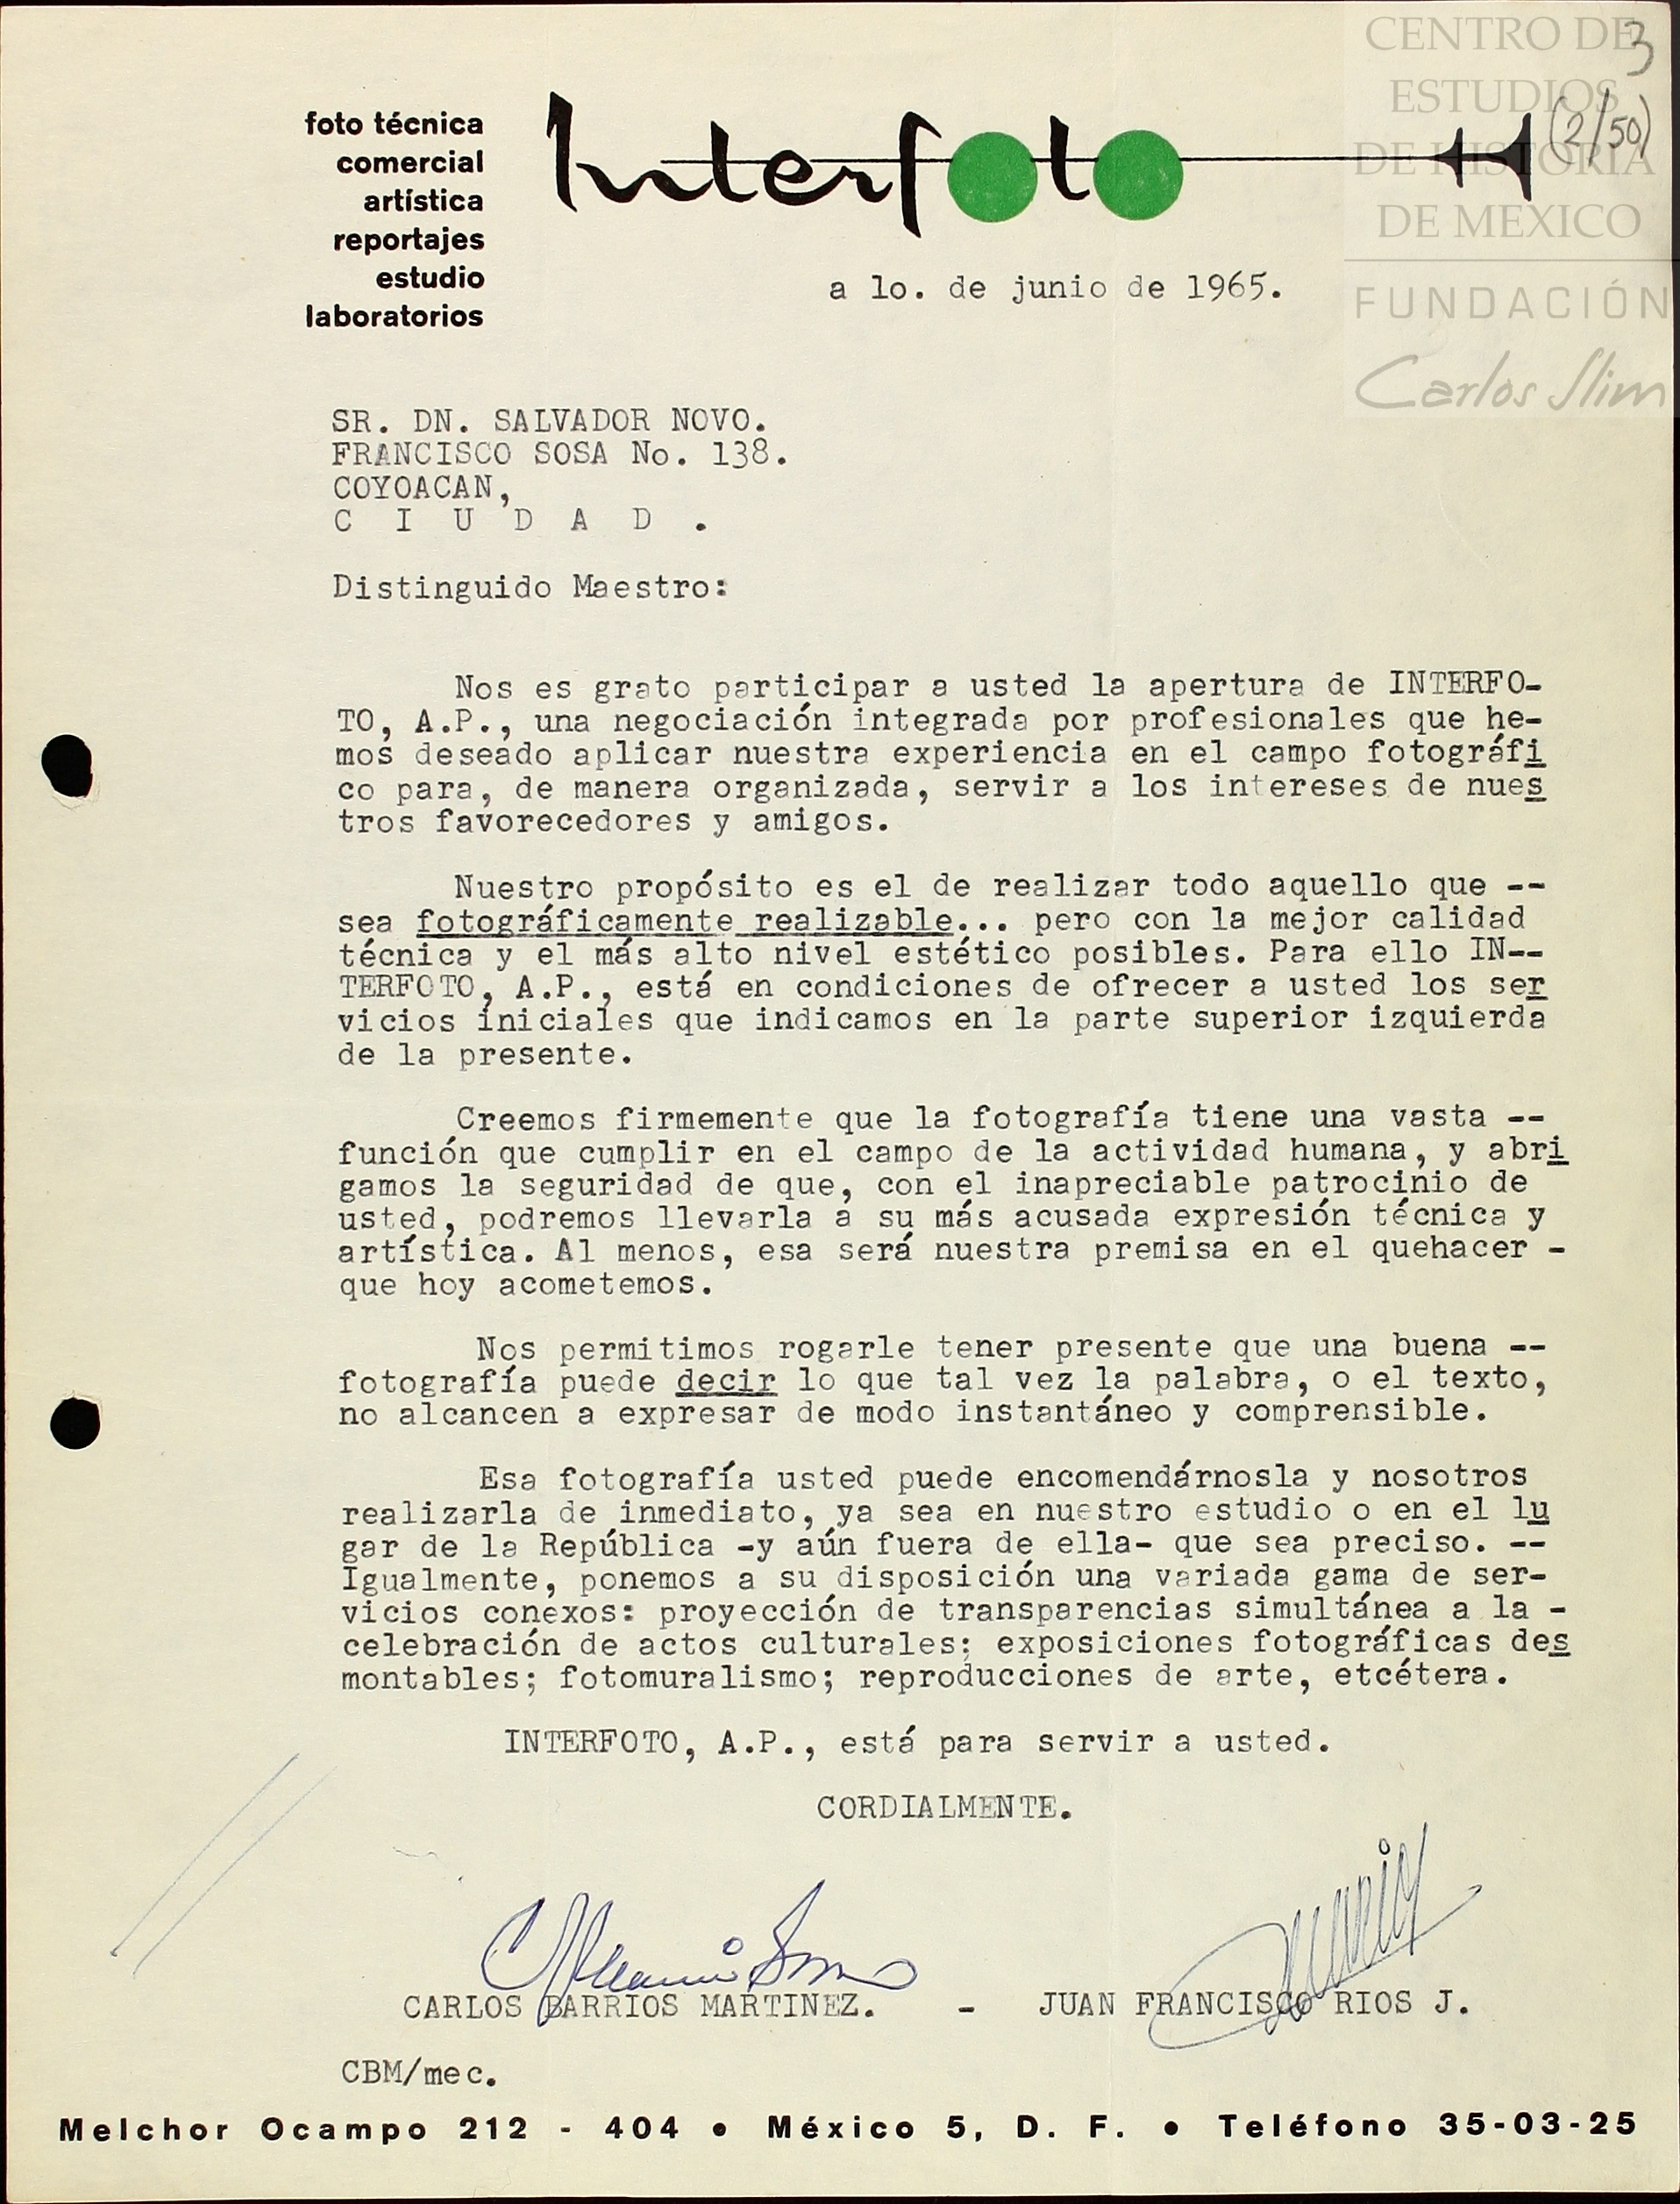 CENTRO DE
ESTUDIOS
DE HISTORIA
DE MEXICO
FUNDACIÓN
Carlos Slim
3
(2/50)
foto técnica
comercial
artística
reportajes
estudio
laboratorios
Interfoto
a 1o. de junio de 1965.
SR. DN. SALVADOR NOVO.
FRANCISCO SOSA No. 138.
COYOACAN,
C I U D A D .
Distinguido Maestro:
Nos es grato participar a usted la apertura de INTERFO-
TO, A.P., una negociación integrada por profesionales que he-
mos deseado aplicar nuestra experiencia en el campo fotográfi
co para, de manera organizada, servir a los intereses de nues
tros favorecedores y amigos.
Nuestro propósito es el de realizar todo aquello que --
sea fotográficamente realizable... pero con la mejor calidad
técnica y el más alto nivel estético posibles. Para ello IN--
TERFOTO, A.P., está en condiciones de ofrecer a usted los ser
vicios iniciales que indicamos en la parte superior izquierda
de la presente.
Creemos firmemente que la fotografía tiene una vasta --
función que cumplir en el campo de la actividad humana, y abri
gamos la seguridad de que, con el inapreciable patrocinio de
usted, podremos llevarla a su más acusada expresión técnica y
artística. Al menos, esa será nuestra premisa en el quehacer -
que hoy acometemos.
Nos permitimos rogarle tener presente que una buena --
fotografía puede decir lo que tal vez la palabra, o el texto,
no alcancen a expresar de modo instantáneo y comprensible.
Esa fotografía usted puede encomendárnosla y nosotros
realizarla de inmediato, ya sea en nuestro estudio o en el lu
gar de la República -y aún fuera de ella- que sea preciso. --
Igualmente, ponemos a su disposición una variada gama de ser-
vicios conexos: proyección de transparencias simultánea a la -
celebración de actos culturales; exposiciones fotográficas des
montables; fotomuralismo; reproducciones de arte, etcétera.
INTERFOTO, A.P., está para servir a usted.
CORDIALMENTE.
CARLOS BARRIOS MARTINEZ. - JUAN FRANCISCO RIOS J.
CBM/mec.
Melchor Ocampo 212 - 404 • México 5, D. F. • Teléfono 35-03-25